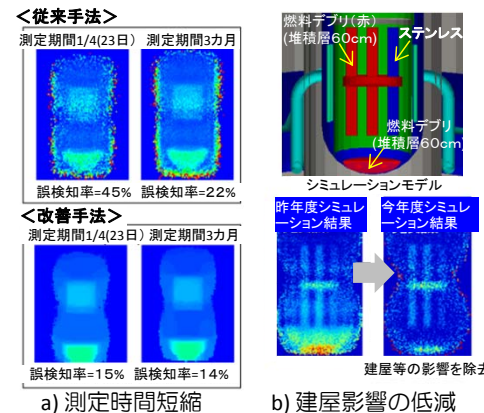 ＜従来手法＞
測定期間1/4(23日) 測定期間3カ月
誤検知率=45% 誤検知率=22%
＜改善手法＞
測定期間1/4(23日) 測定期間3カ月
誤検知率=15% 誤検知率=14%
a) 測定時間短縮
燃料デブリ(赤)
(堆積層60cm)
ステンレス
燃料デブリ
(堆積層60cm)
シミュレーションモデル
昨年度シミュレ
ーション結果
今年度シミュレ
ーション結果
建屋等の影響を除去
b) 建屋影響の低減